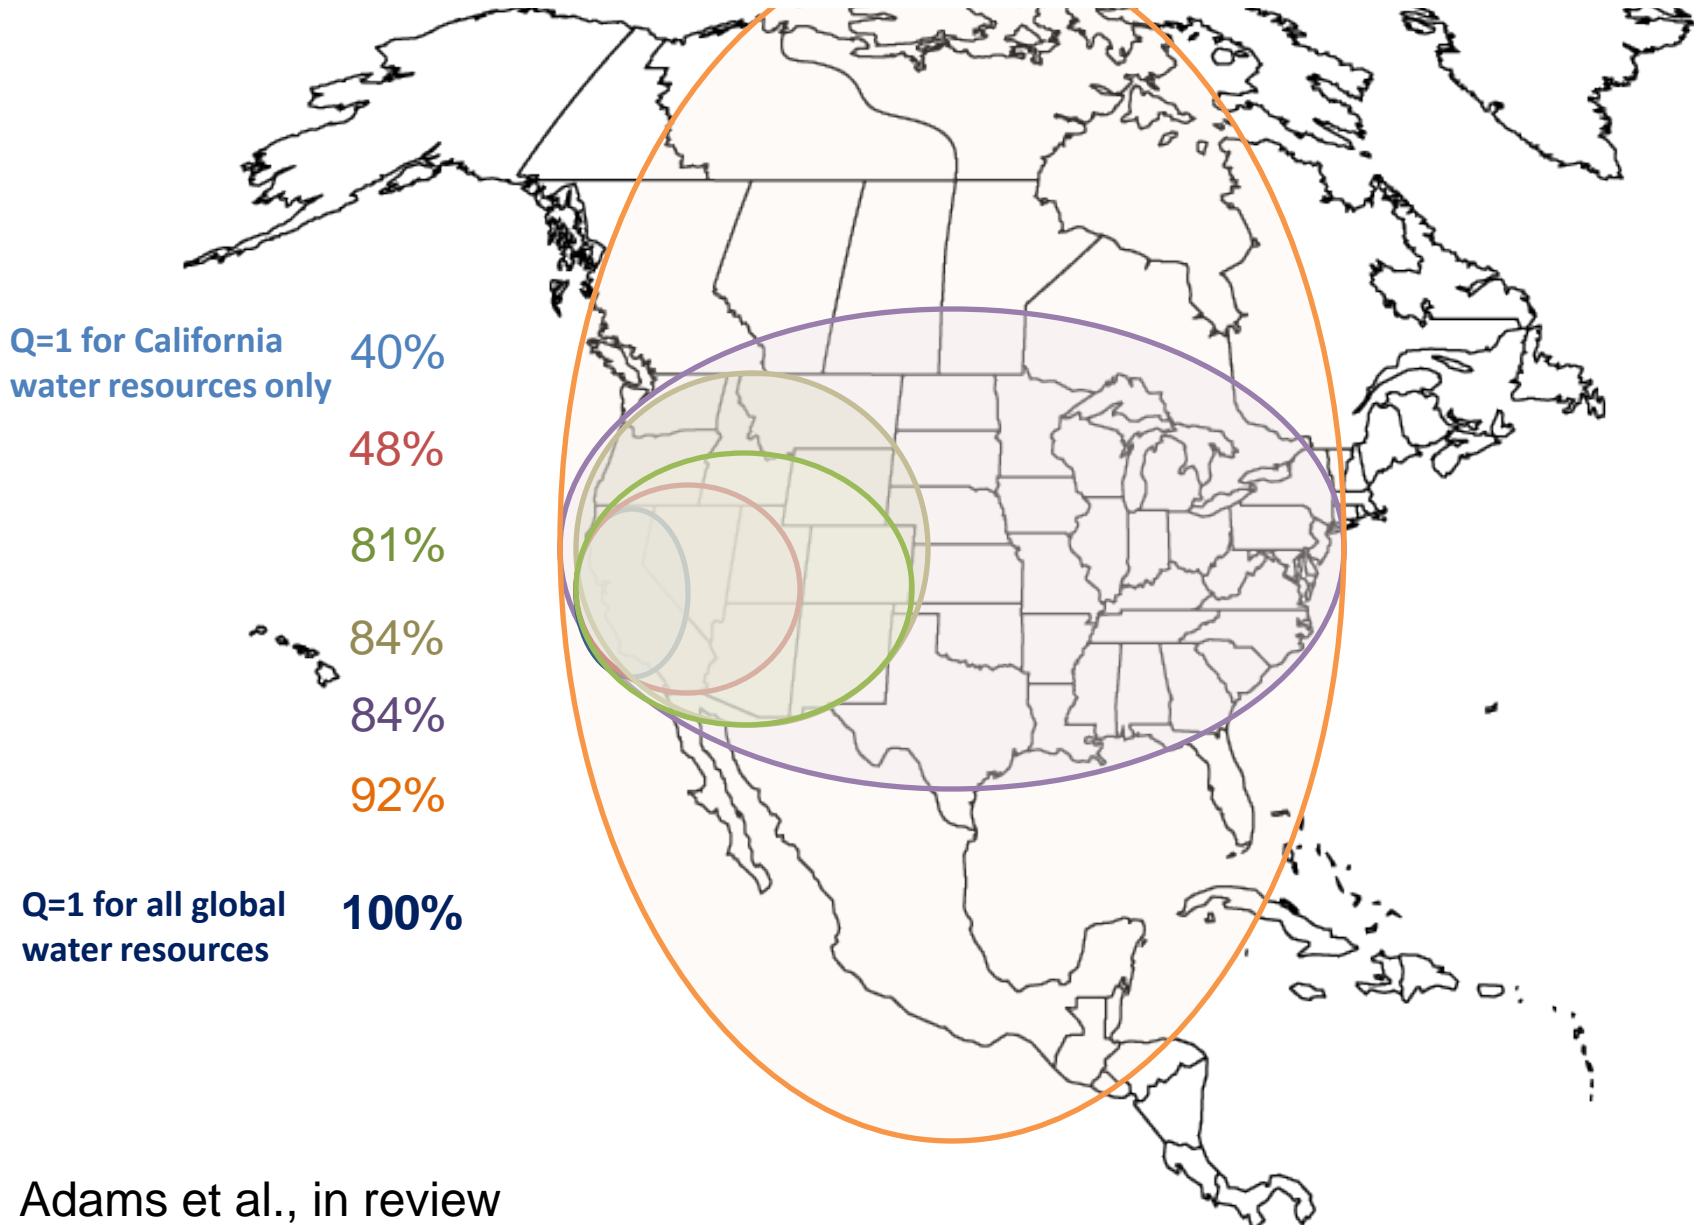 Q=1 for California
water resources only
40%
48%
81%
84%
84%
92%
Q=1 for all global
water resources
100%
Adams et al., in review